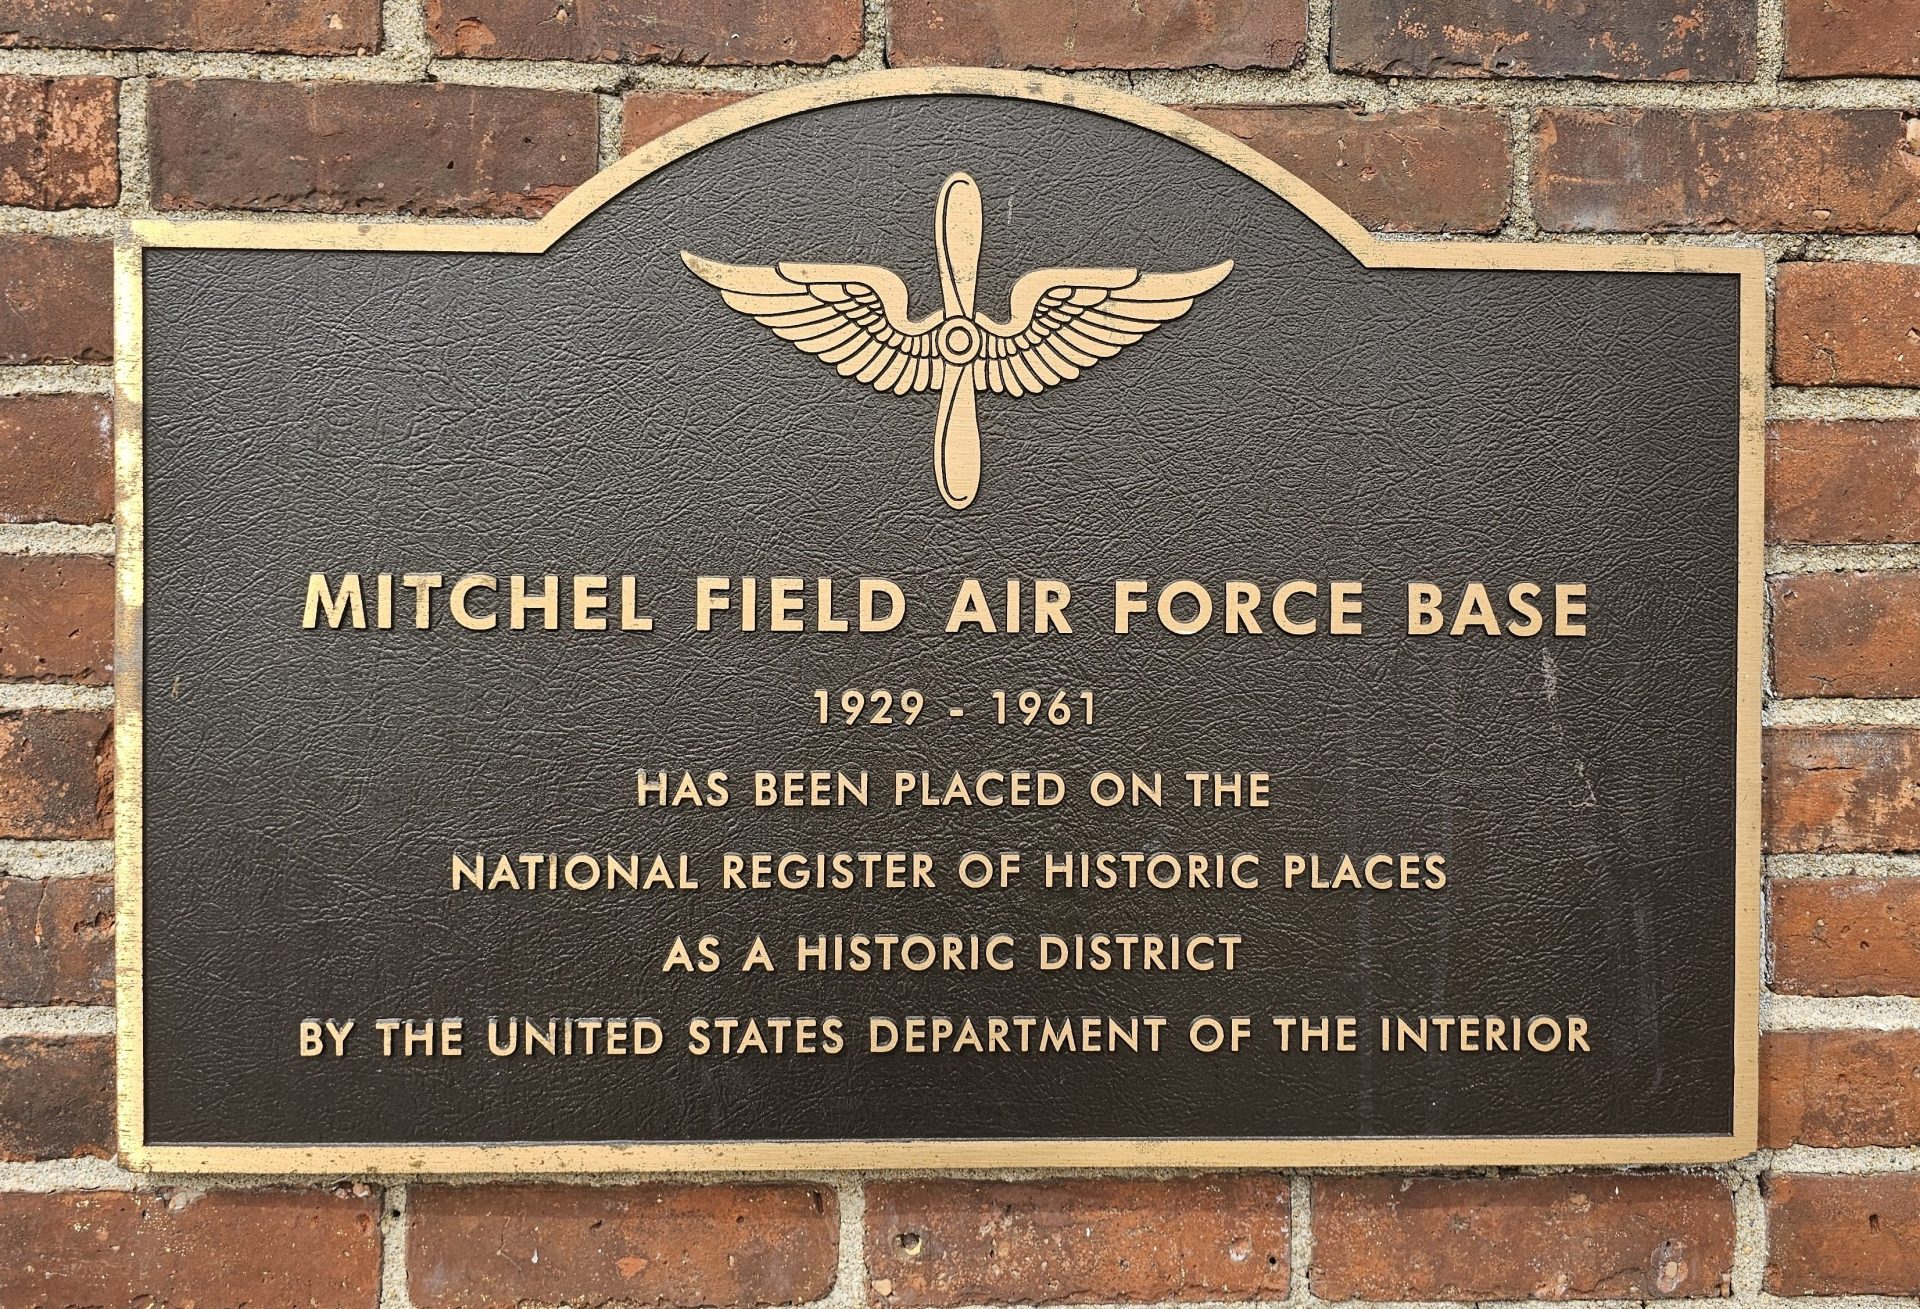 MITCHEL FIELD AIR FORCE BASE
1929 - 1961
HAS BEEN PLACED ON THE
NATIONAL REGISTER OF HISTORIC PLACES
AS A HISTORIC DISTRICT
BY THE UNITED STATES DEPARTMENT OF THE INTERIOR